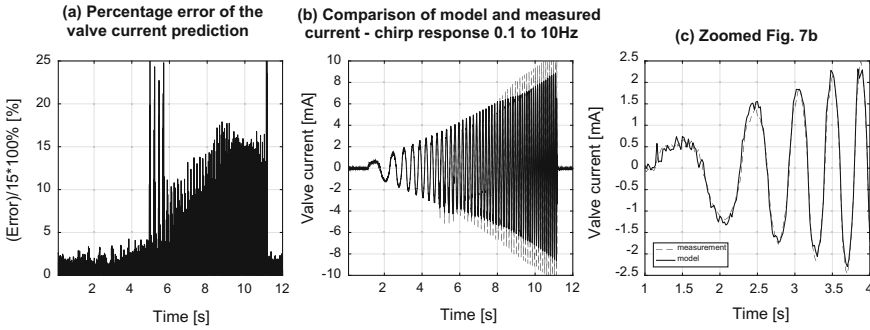 (a) Percentage error of the
valve current prediction
(Error)/15*100% [%]
25
20
15
10
5
0
2 4 6 8 10 12
Time [s]
(b) Comparison of model and measured
current - chirp response 0.1 to 10Hz
Valve current [mA]
10
8
6
4
2
0
-2
-4
-6
-8
-10
2 4 6 8 10 12
Time [s]
(c) Zoomed Fig. 7b
Valve current [mA]
2.5
2
1.5
1
0.5
0
-0.5
-1
-1.5
-2
-2.5
measurement
model
1 1.5 2 2.5 3 3.5 4
Time [s]